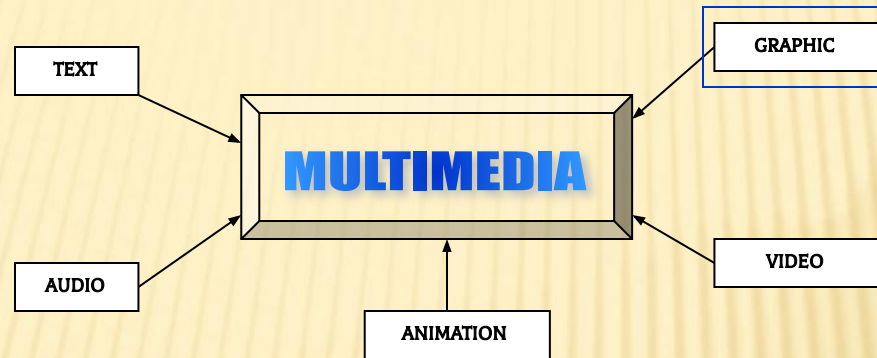 GRAPHIC
TEXT
MULTIMEDIA
AUDIO
VIDEO
ANIMATION